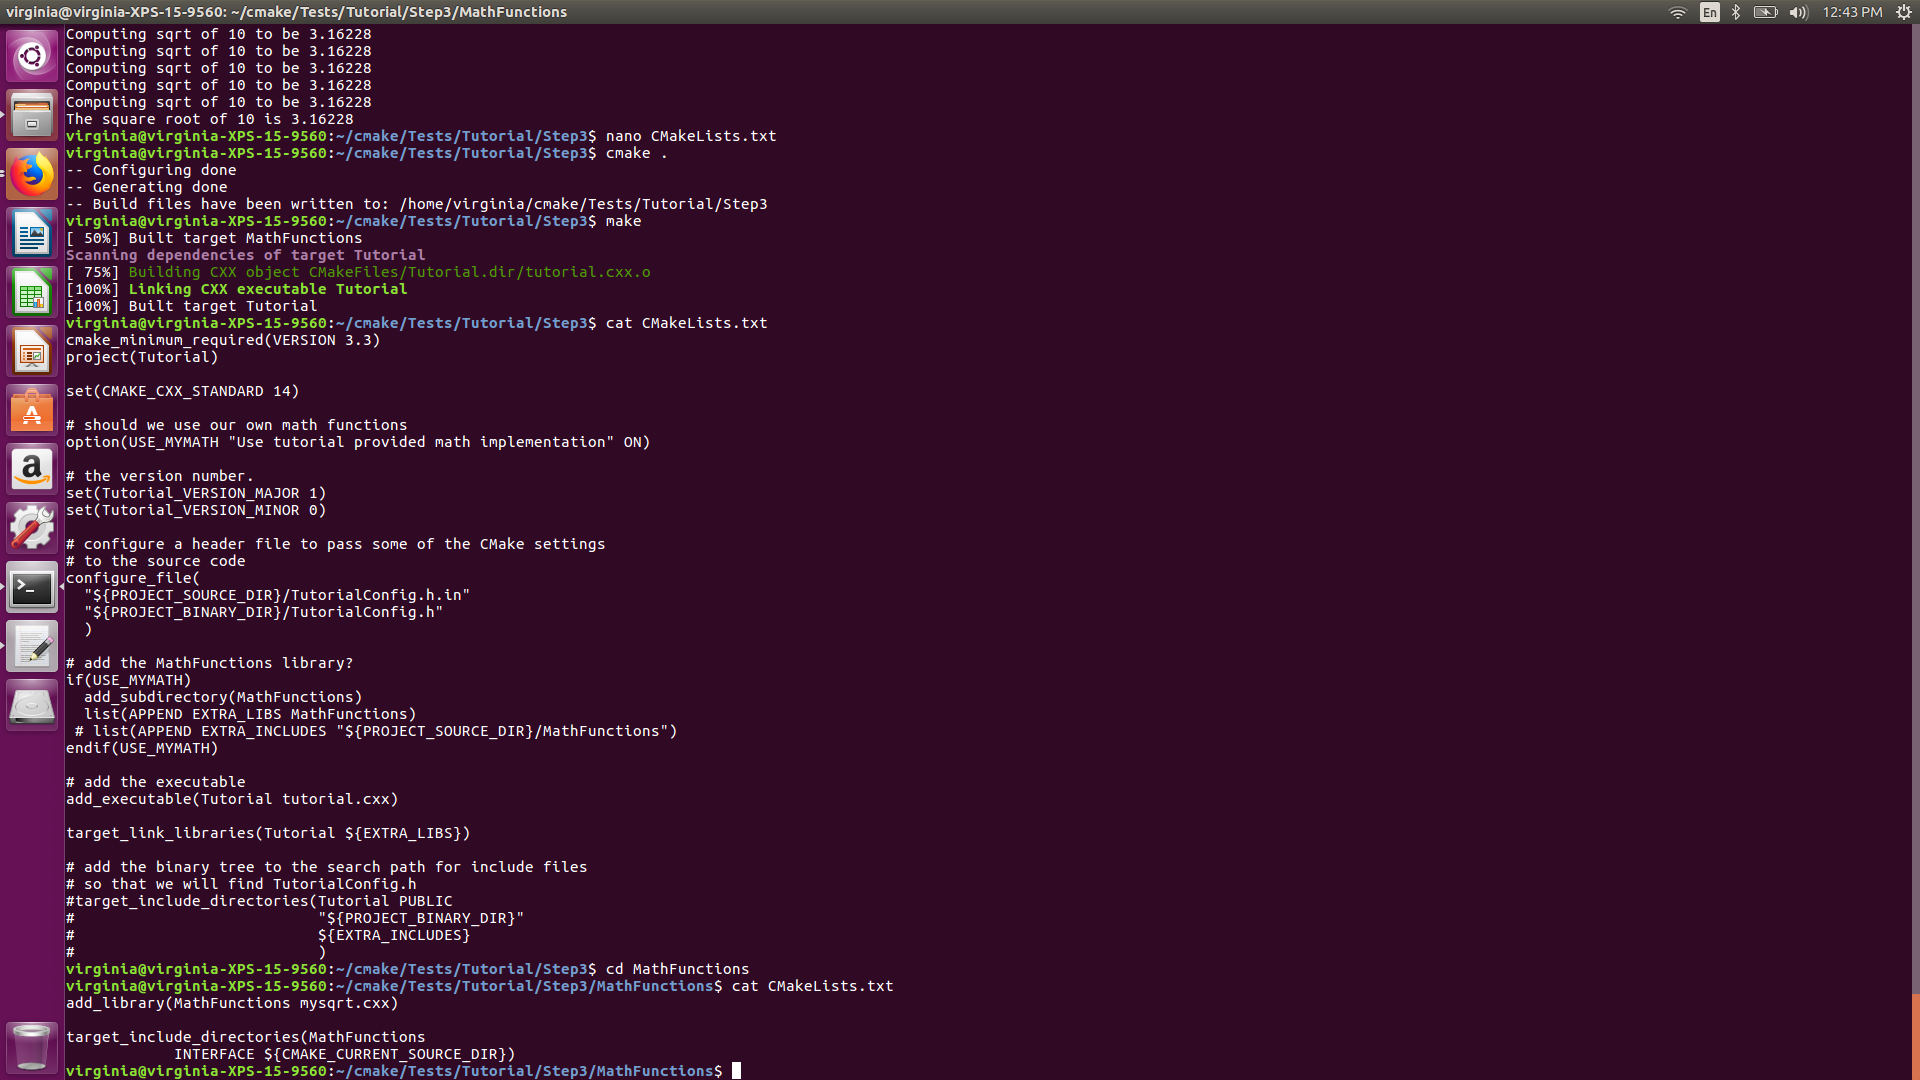 virginia@virginia-XPS-15-9560: ~/cmake/Tests/Tutorial/Step3/MathFunctions
En
12:43 PM
Computing sqrt of 10 to be 3.16228
Computing sqrt of 10 to be 3.16228
Computing sqrt of 10 to be 3.16228
Computing sqrt of 10 to be 3.16228
Computing sqrt of 10 to be 3.16228
The square root of 10 is 3.16228
virginia@virginia-XPS-15-9560:~/cmake/Tests/Tutorial/Step3$ nano CMakeLists.txt
virginia@virginia-XPS-15-9560:~/cmake/Tests/Tutorial/Step3$ cmake .
-- Configuring done
-- Generating done
-- Build files have been written to: /home/virginia/cmake/Tests/Tutorial/Step3
virginia@virginia-XPS-15-9560:~/cmake/Tests/Tutorial/Step3$ make
[ 50%] Built target MathFunctions
Scanning dependencies of target Tutorial
[ 75%] Building CXX object CMakeFiles/Tutorial.dir/tutorial.cxx.o
[100%] Linking CXX executable Tutorial
[100%] Built target Tutorial
virginia@virginia-XPS-15-9560:~/cmake/Tests/Tutorial/Step3$ cat CMakeLists.txt
cmake_minimum_required(VERSION 3.3)
project(Tutorial)
set(CMAKE_CXX_STANDARD 14)
# should we use our own math functions
option(USE_MYMATH "Use tutorial provided math implementation" ON)
# the version number.
set(Tutorial_VERSION_MAJOR 1)
set(Tutorial_VERSION_MINOR 0)
# configure a header file to pass some of the CMake settings
# to the source code
configure_file(
  "${PROJECT_SOURCE_DIR}/TutorialConfig.h.in"
  "${PROJECT_BINARY_DIR}/TutorialConfig.h"
  )
# add the MathFunctions library?
if(USE_MYMATH)
  add_subdirectory(MathFunctions)
  list(APPEND EXTRA_LIBS MathFunctions)
 # list(APPEND EXTRA_INCLUDES "${PROJECT_SOURCE_DIR}/MathFunctions")
endif(USE_MYMATH)
# add the executable
add_executable(Tutorial tutorial.cxx)
target_link_libraries(Tutorial ${EXTRA_LIBS})
# add the binary tree to the search path for include files
# so that we will find TutorialConfig.h
#target_include_directories(Tutorial PUBLIC
#                           "${PROJECT_BINARY_DIR}"
#                           ${EXTRA_INCLUDES}
#                           )
virginia@virginia-XPS-15-9560:~/cmake/Tests/Tutorial/Step3$ cd MathFunctions
virginia@virginia-XPS-15-9560:~/cmake/Tests/Tutorial/Step3/MathFunctions$ cat CMakeLists.txt
add_library(MathFunctions mysqrt.cxx)
target_include_directories(MathFunctions
            INTERFACE ${CMAKE_CURRENT_SOURCE_DIR})
virginia@virginia-XPS-15-9560:~/cmake/Tests/Tutorial/Step3/MathFunctions$